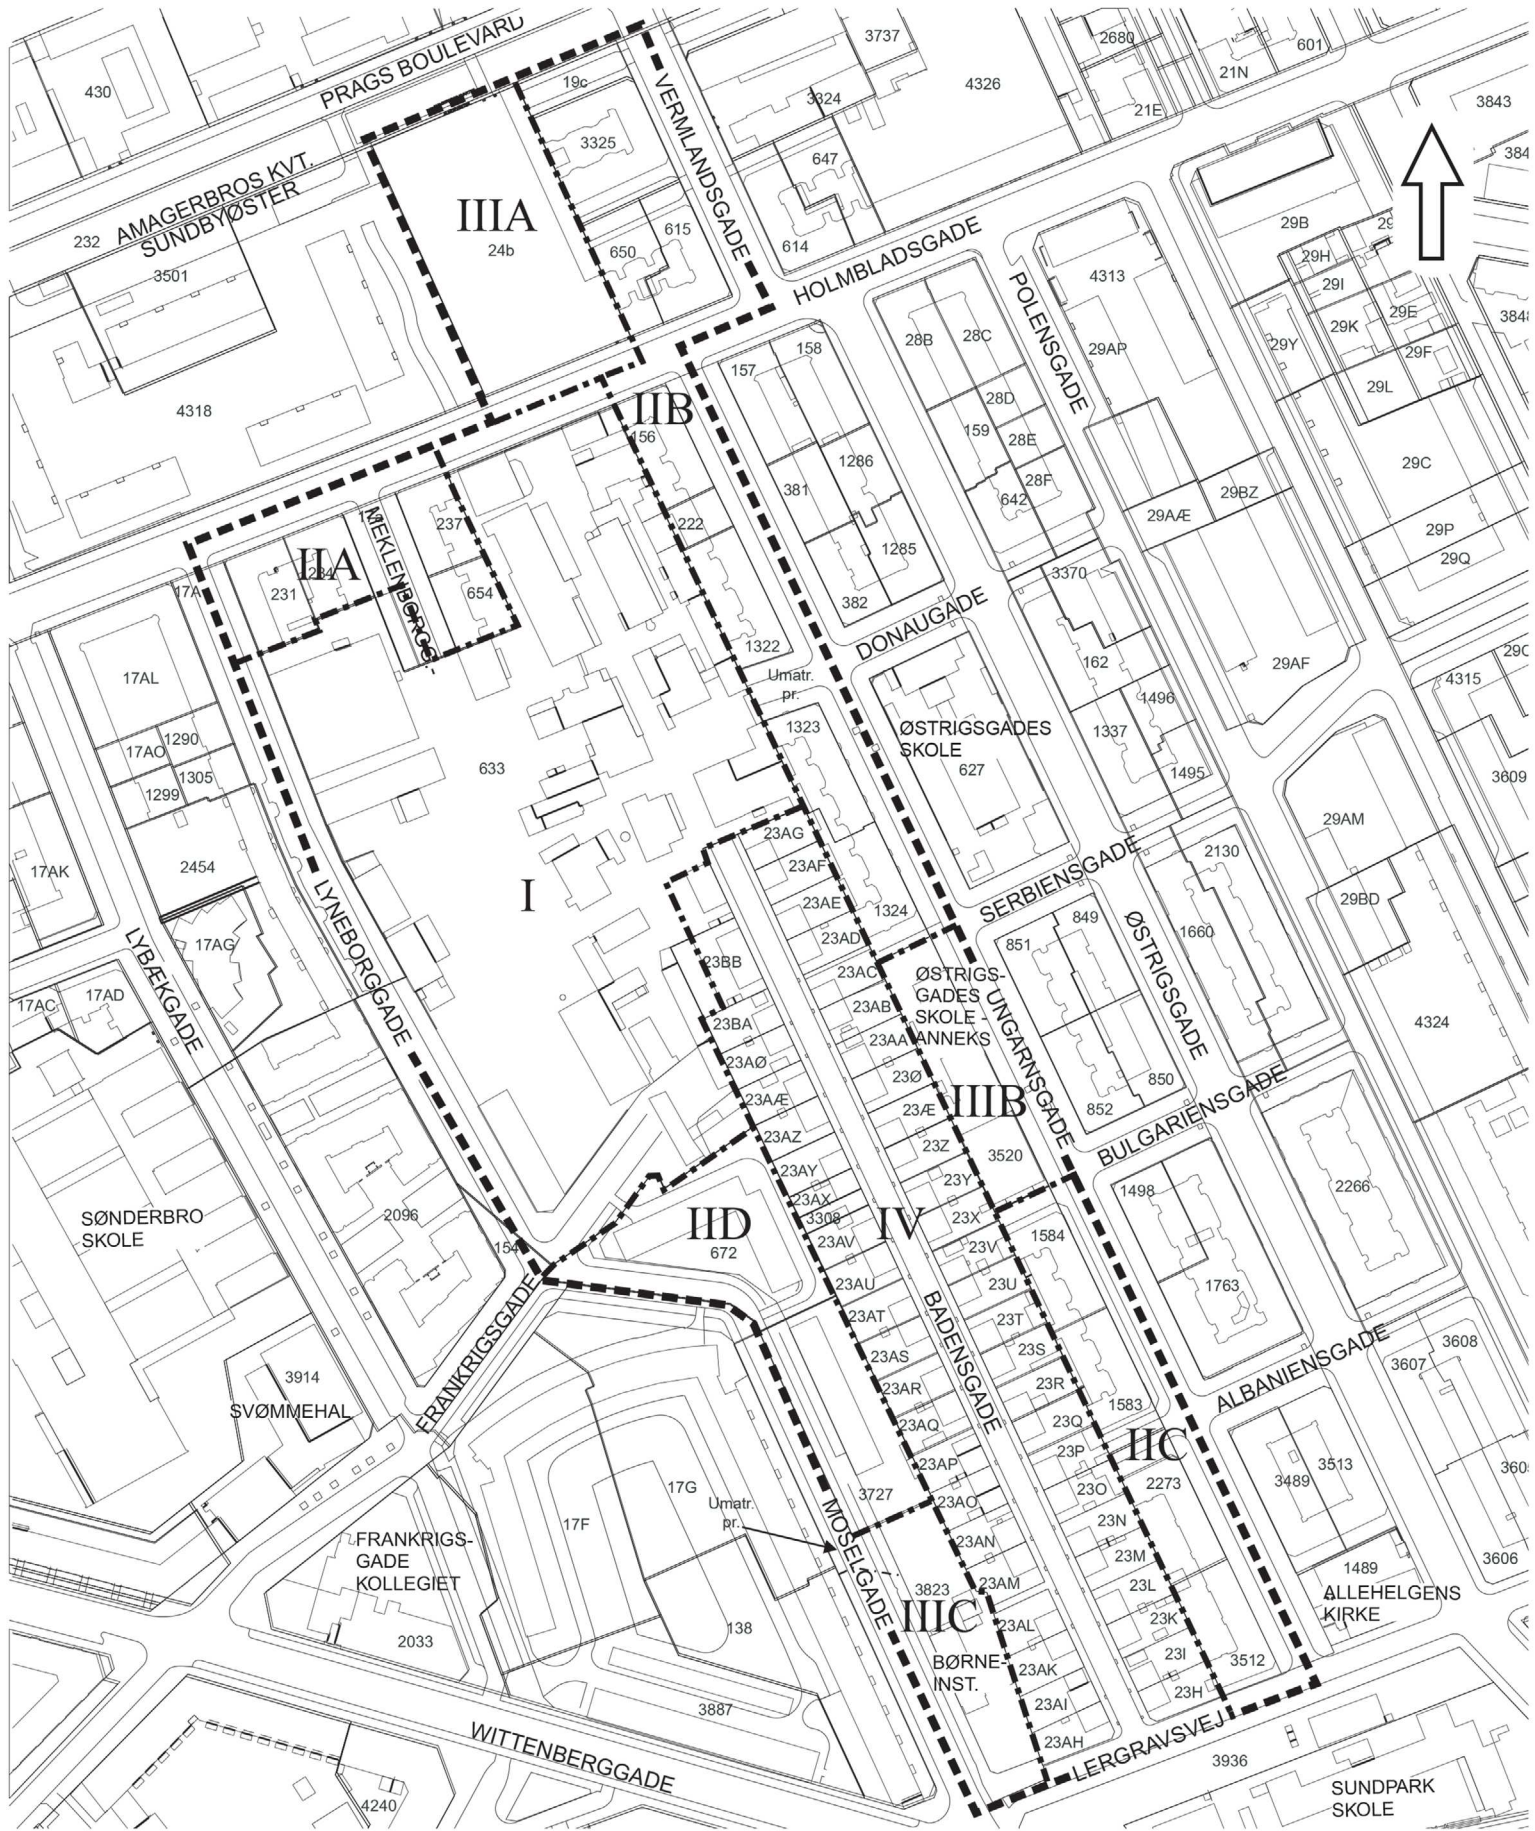 PRAGS BOULEVARD
3737
2680
601
21N
430
19c
3324
4326
21E
3843
3325
647
AMAGERBROS KVT.
SUNDBYØSTER
VERMLANDSGADE
IIIA
24b
232
3501
650
615
614
HOLMBLADSGADE
POLENSGADE
4313
29B
29H
29I
29E
29K
29F
29Y
29L
28B
28C
29AP
158
157
28D
159
28E
28F
642
4318
IIB
156
1286
381
29C
29BZ
29AÆ
29P
29Q
237
222
1285
MEKLENBORGG.
IIA
231
654
382
DONAUGADE
3370
17AL
1322
Umatr.
pr.
162
29AF
4315
1496
1323
ØSTRIGSGADES
SKOLE
627
1337
1495
17AO
1290
1305
1299
633
3609
23AG
23AF
29AM
2130
17AK
2454
I
23AE
1324
SERBIENSGADE
29BD
LYNEBORGGADE
23AD
849
851
ØSTRIGSGADE
1660
17AG
LYBÆKGADE
23BB
23AC
ØSTRIGS-
GADES
SKOLE -
ANNEKS
UNGARNSGADE
17AC
17AD
23AB
23BA
23AA
4324
23AØ
23Ø
850
23AÆ
23Æ
IIIB
852
BULGARIENSGADE
23AZ
23Z
3520
23AY
23Y
1498
2266
SØNDERBRO
SKOLE
2096
IID
672
23AX
3308
IV
23X
1584
23AV
23V
154
23AU
23U
1763
BADENSGADE
23AT
23T
23AS
23S
ALBANIENSGADE
3608
3607
FRANKRIGSGADE
3914
SVØMMEHAL
23AR
23R
1583
23AQ
23Q
23AP
23P
IIC
2273
3489
3513
17G
3727
23AO
23O
Umatr.
pr.
17F
MOSELGADE
23AN
23N
FRANKRIGS-
GADE
KOLLEGIET
23M
3606
1489
3823
23AM
23L
ALLEHELGENS
KIRKE
IIIC
23AL
23K
138
2033
BØRNE-
INST.
23AK
23I
3512
23AI
23H
3887
23AH
WITTENBERGGADE
LERGRAVSVEJ
3936
SUNDPARK
SKOLE
4240